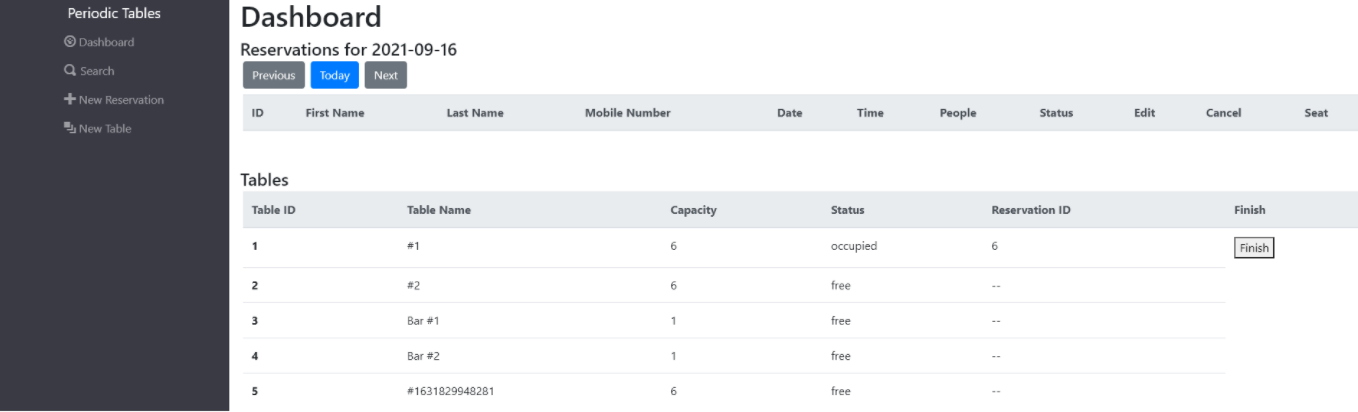 Periodic Tables
Dashboard
Search
New Reservation
New Table
Dashboard
Reservations for 2021-09-16
Previous Today Next
ID First Name Last Name Mobile Number Date Time People Status Edit Cancel Seat
Tables
Table ID Table Name Capacity Status Reservation ID Finish
1 #1 6 occupied 6 Finish
2 #2 6 free --
3 Bar #1 1 free --
4 Bar #2 1 free --
5 #1631829948281 6 free --